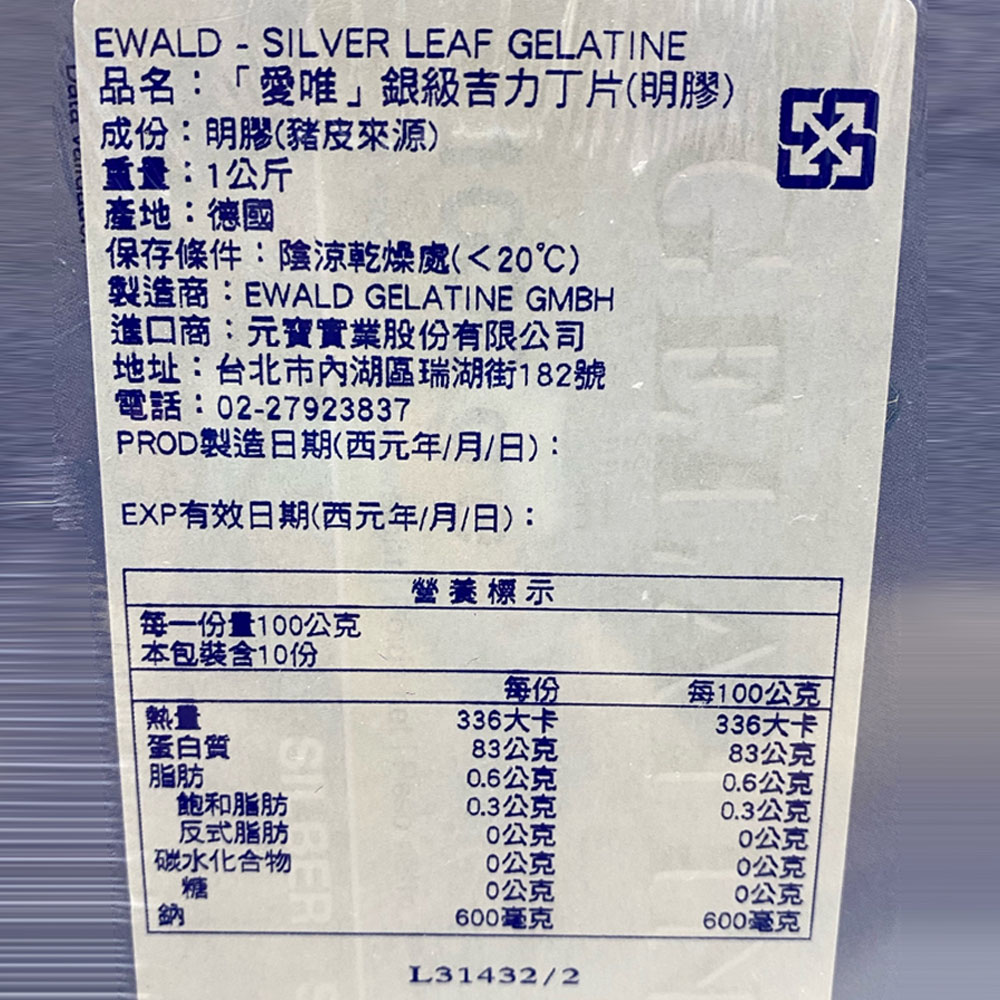 EWALD - SILVER LEAF GELATINE
品名：「愛唯」銀級吉力丁片(明膠)
成份：明膠(豬皮來源)
重量：1公斤
產地：德國
保存條件：陰涼乾燥處(＜20℃)
製造商：EWALD GELATINE GMBH
進口商：元寶實業股份有限公司
地址：台北市內湖區瑞湖街182號
電話：02-27923837
PROD製造日期(西元年/月/日)：
EXP有效日期(西元年/月/日)：
營養標示
每一份量100公克
本包裝含10份
每份 每100公克
熱量 336大卡 336大卡
蛋白質 83公克 83公克
脂肪 0.6公克 0.6公克
飽和脂肪 0.3公克 0.3公克
反式脂肪 0公克 0公克
碳水化合物 0公克 0公克
糖 0公克 0公克
鈉 600毫克 600毫克
L31432/2